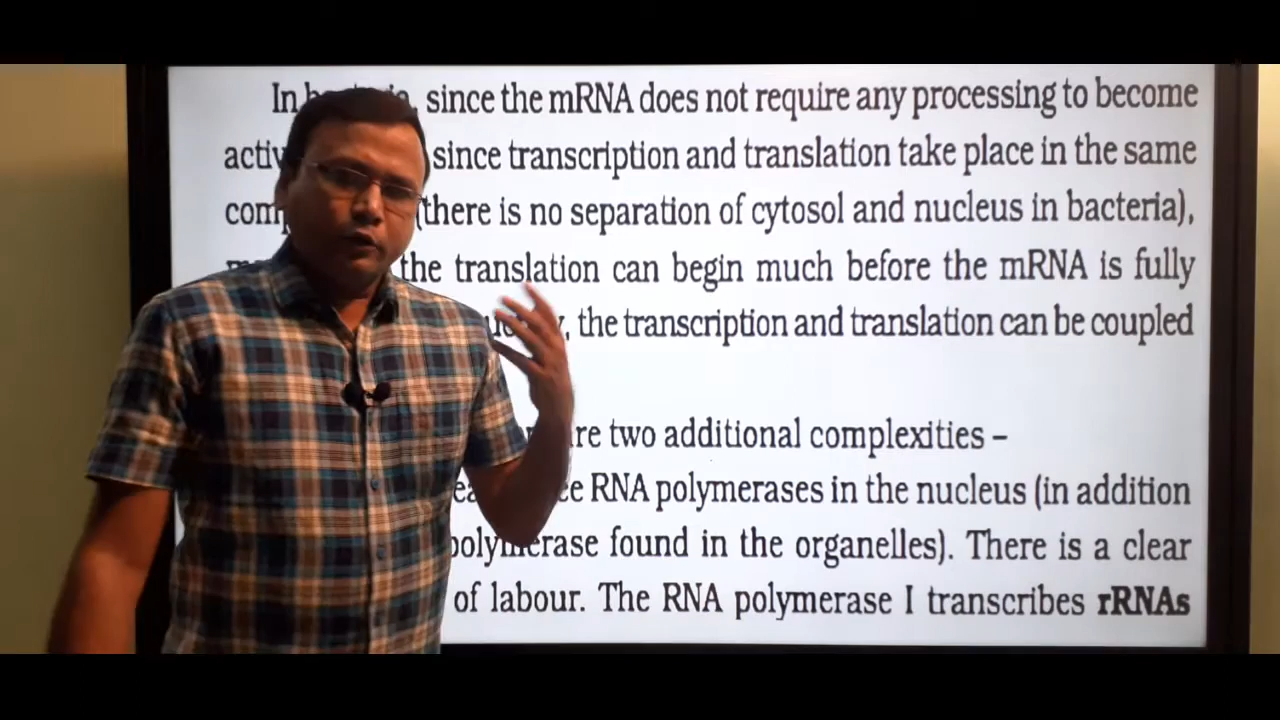 In since the mRNA does not require any processing to become
since transcription and translation take place in the same
(there is no separation of cytosol and nucleus in bacteria),
the translation can begin much before the mRNA is fully
the transcription and translation can be coupled
two additional complexities –
RNA polymerases in the nucleus (in addition
polymerase found in the organelles). There is a clear
of labour. The RNA polymerase I transcribes rRNAs